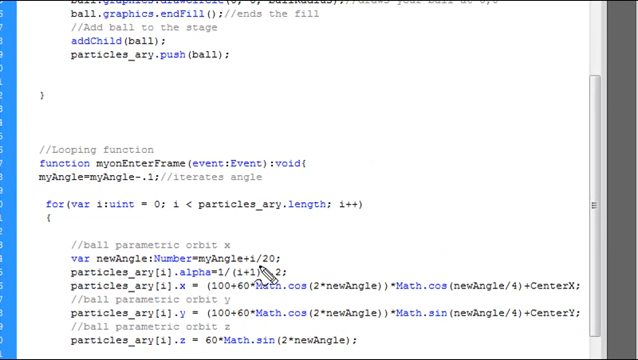 ball.graphics.endFill();//ends the fill
//Add ball to the stage
addChild(ball);
particles_ary.push(ball);
}
//Looping function
function myonEnterFrame (event:Event):void{
myAngle=myAngle-.1;//iterates angle
for(var i:uint = 0; i < particles_ary.length; i++)
{
//ball parametric orbit x
var newAngle:Number=myAngle+i/20;
particles_ary[i].alpha=1/(i+1)+.2;
particles_ary[i].x = (100+60*Math.cos(2*newAngle))*Math.cos(newAngle/4)+CenterX;
//ball parametric orbit y
particles_ary[i].y = (100+60*Math.cos(2*newAngle))*Math.sin(newAngle/4)+CenterY;
//ball parametric orbit z
particles_ary[i].z = 60*Math.sin(2*newAngle);